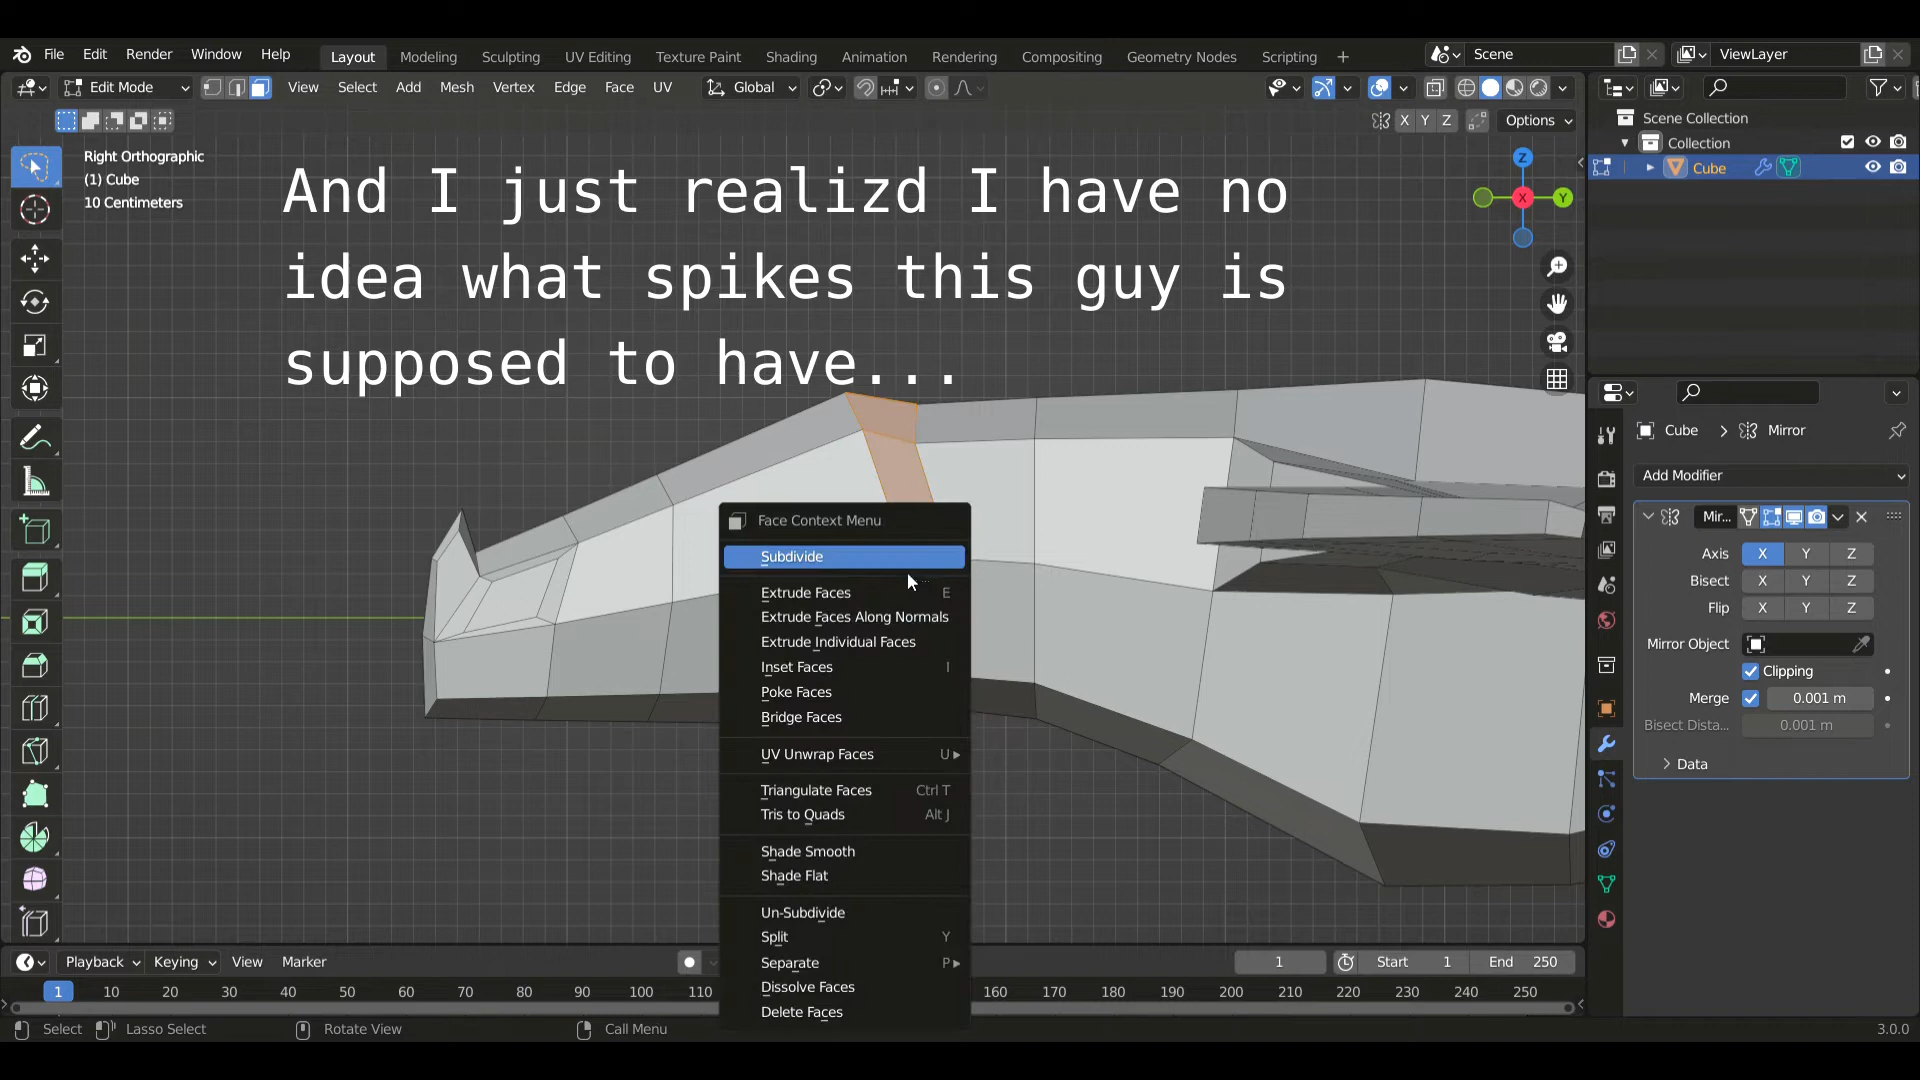 File Edit Render Window Help Layout Modeling Sculpting UV Editing Texture Paint Shading Animation Rendering Compositing Geometry Nodes Scripting + Scene ViewLayer
Edit Mode View Select Add Mesh Vertex Edge Face UV Global
X Y Z Options
Right Orthographic
(1) Cube
10 Centimeters
And I just realizd I have no
idea what spikes this guy is
supposed to have...
Z
X
Y
Scene Collection
Collection
Cube
Cube > Mirror
Add Modifier
Mir...
Axis X Y Z
Bisect X Y Z
Flip X Y Z
Mirror Object
Clipping
Merge 0.001 m
Bisect Dista... 0.001 m
Data
Face Context Menu
Subdivide
Extrude Faces E
Extrude Faces Along Normals
Extrude Individual Faces
Inset Faces I
Poke Faces
Bridge Faces
UV Unwrap Faces U
Triangulate Faces Ctrl T
Tris to Quads Alt J
Shade Smooth
Shade Flat
Un-Subdivide
Split Y
Separate P
Dissolve Faces
Delete Faces
Playback Keying View Marker 1 Start 1 End 250
1 10 20 30 40 50 60 70 80 90 100 110 160 170 180 190 200 210 220 230 240 250
Select Lasso Select Rotate View Call Menu 3.0.0